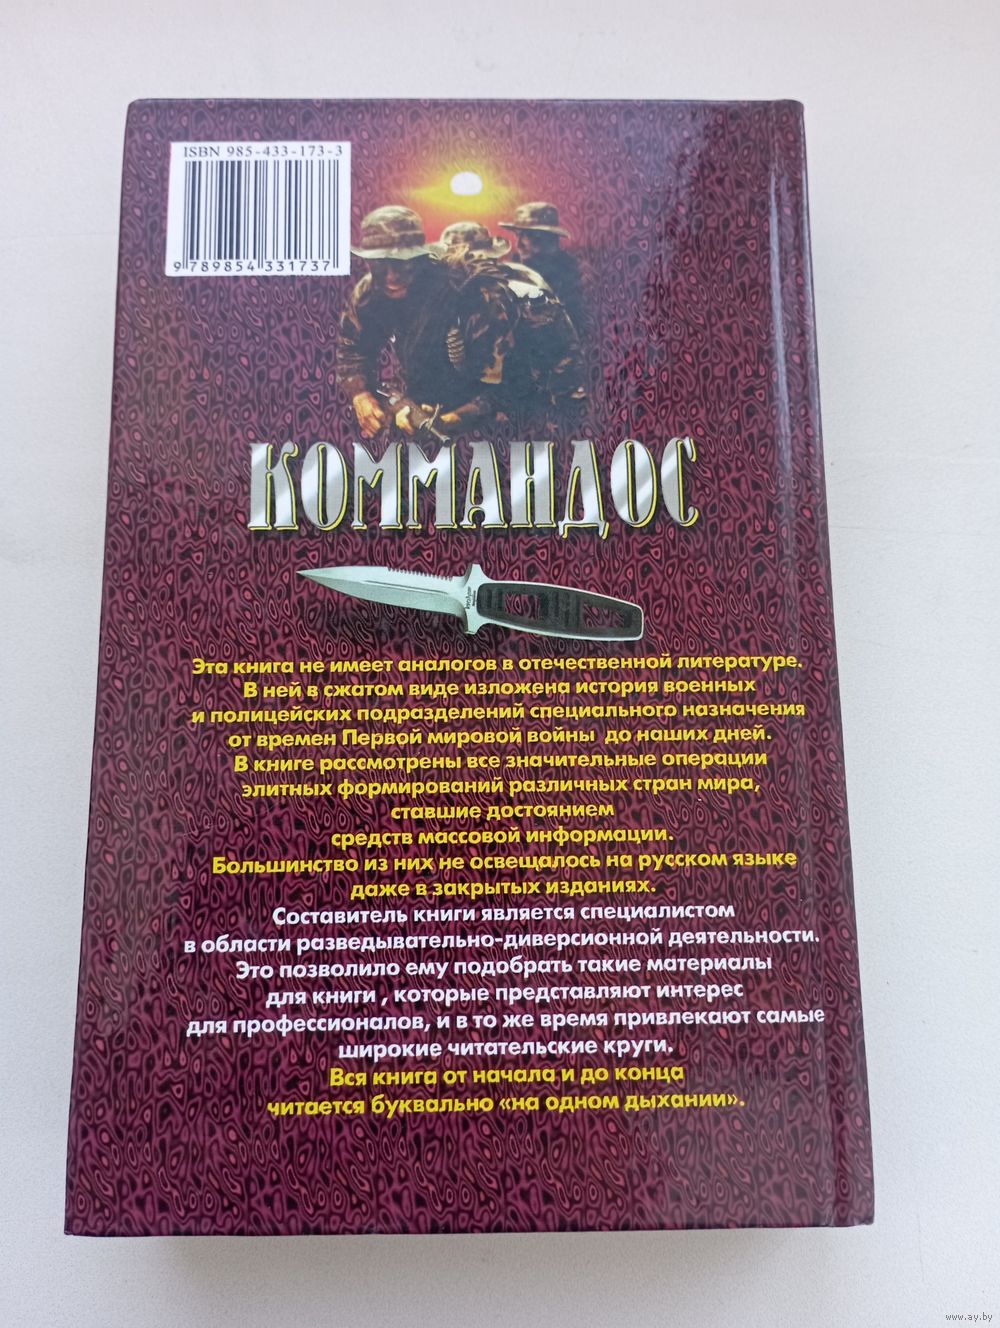 ISBN 985-433-173-3
9 789854 331737
КОММАНДОС
Эта книга не имеет аналогов в отечественной литературе.
В ней в сжатом виде изложена история военных
и полицейских подразделений специального назначения
от времен Первой мировой войны до наших дней.
В книге рассмотрены все значительные операции
элитных формирований различных стран мира,
ставшие достоянием
средств массовой информации.
Большинство из них не освещалось на русском языке
даже в закрытых изданиях.
Составитель книги является специалистом
в области разведывательно-диверсионной деятельности.
Это позволило ему подобрать такие материалы
для книги , которые представляют интерес
для профессионалов, и в то же время привлекают самые
широкие читательские круги.
Вся книга от начала и до конца
читается буквально «на одном дыхании».
www.ay.by